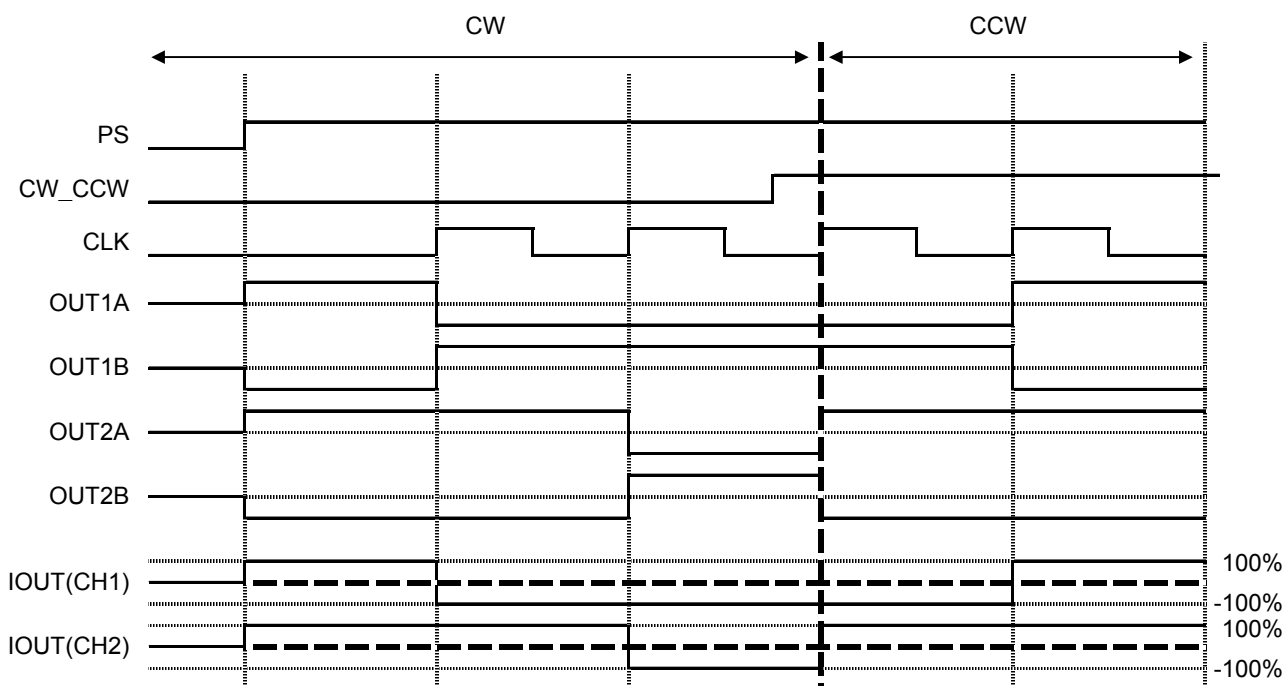 CW CCW
PS
CW_CCW
CLK
OUT1A
OUT1B
OUT2A
OUT2B
IOUT(CH1)
100%
-100%
IOUT(CH2)
100%
-100%